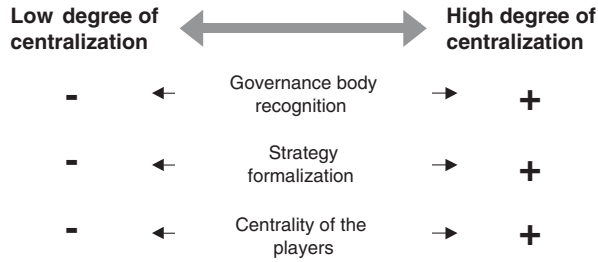 Low degree of
centralization
High degree of
centralization
-
Governance body
recognition
+
-
Strategy
formalization
+
-
Centrality of the
players
+